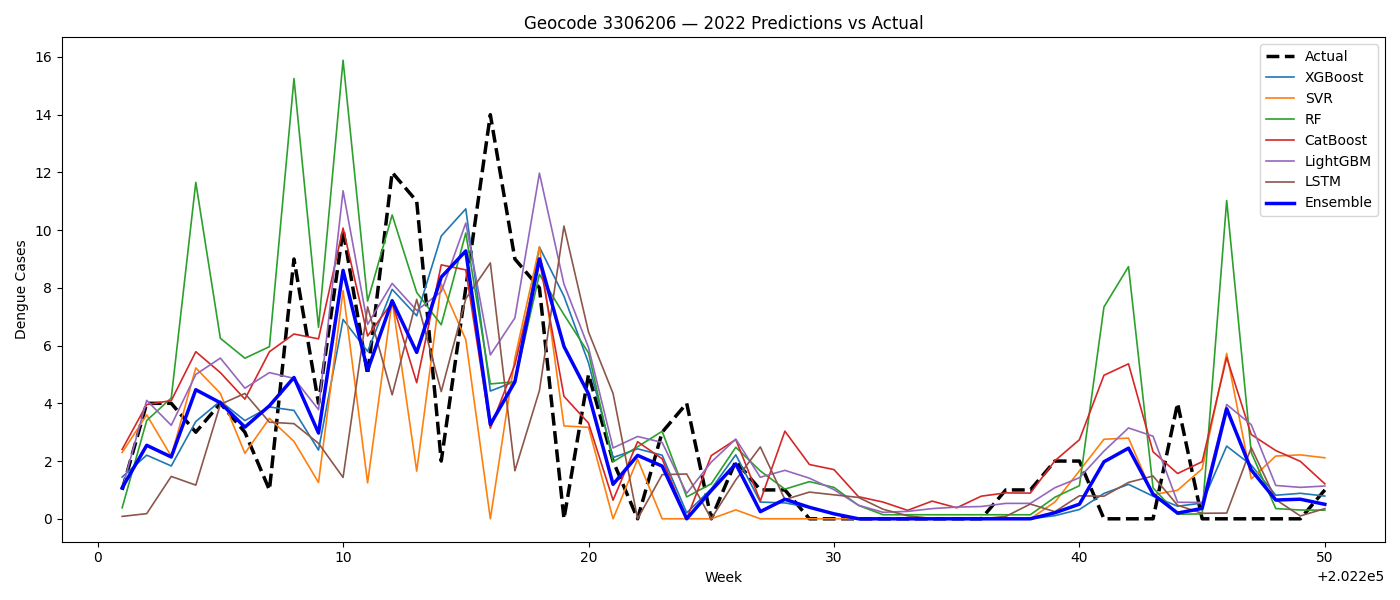 Geocode 3306206 — 2022 Predictions vs Actual
Dengue Cases
16
14
12
10
8
6
4
2
0
0
10
20
30
40
50
+2.022e5
Week
Actual
XGBoost
SVR
RF
CatBoost
LightGBM
LSTM
Ensemble